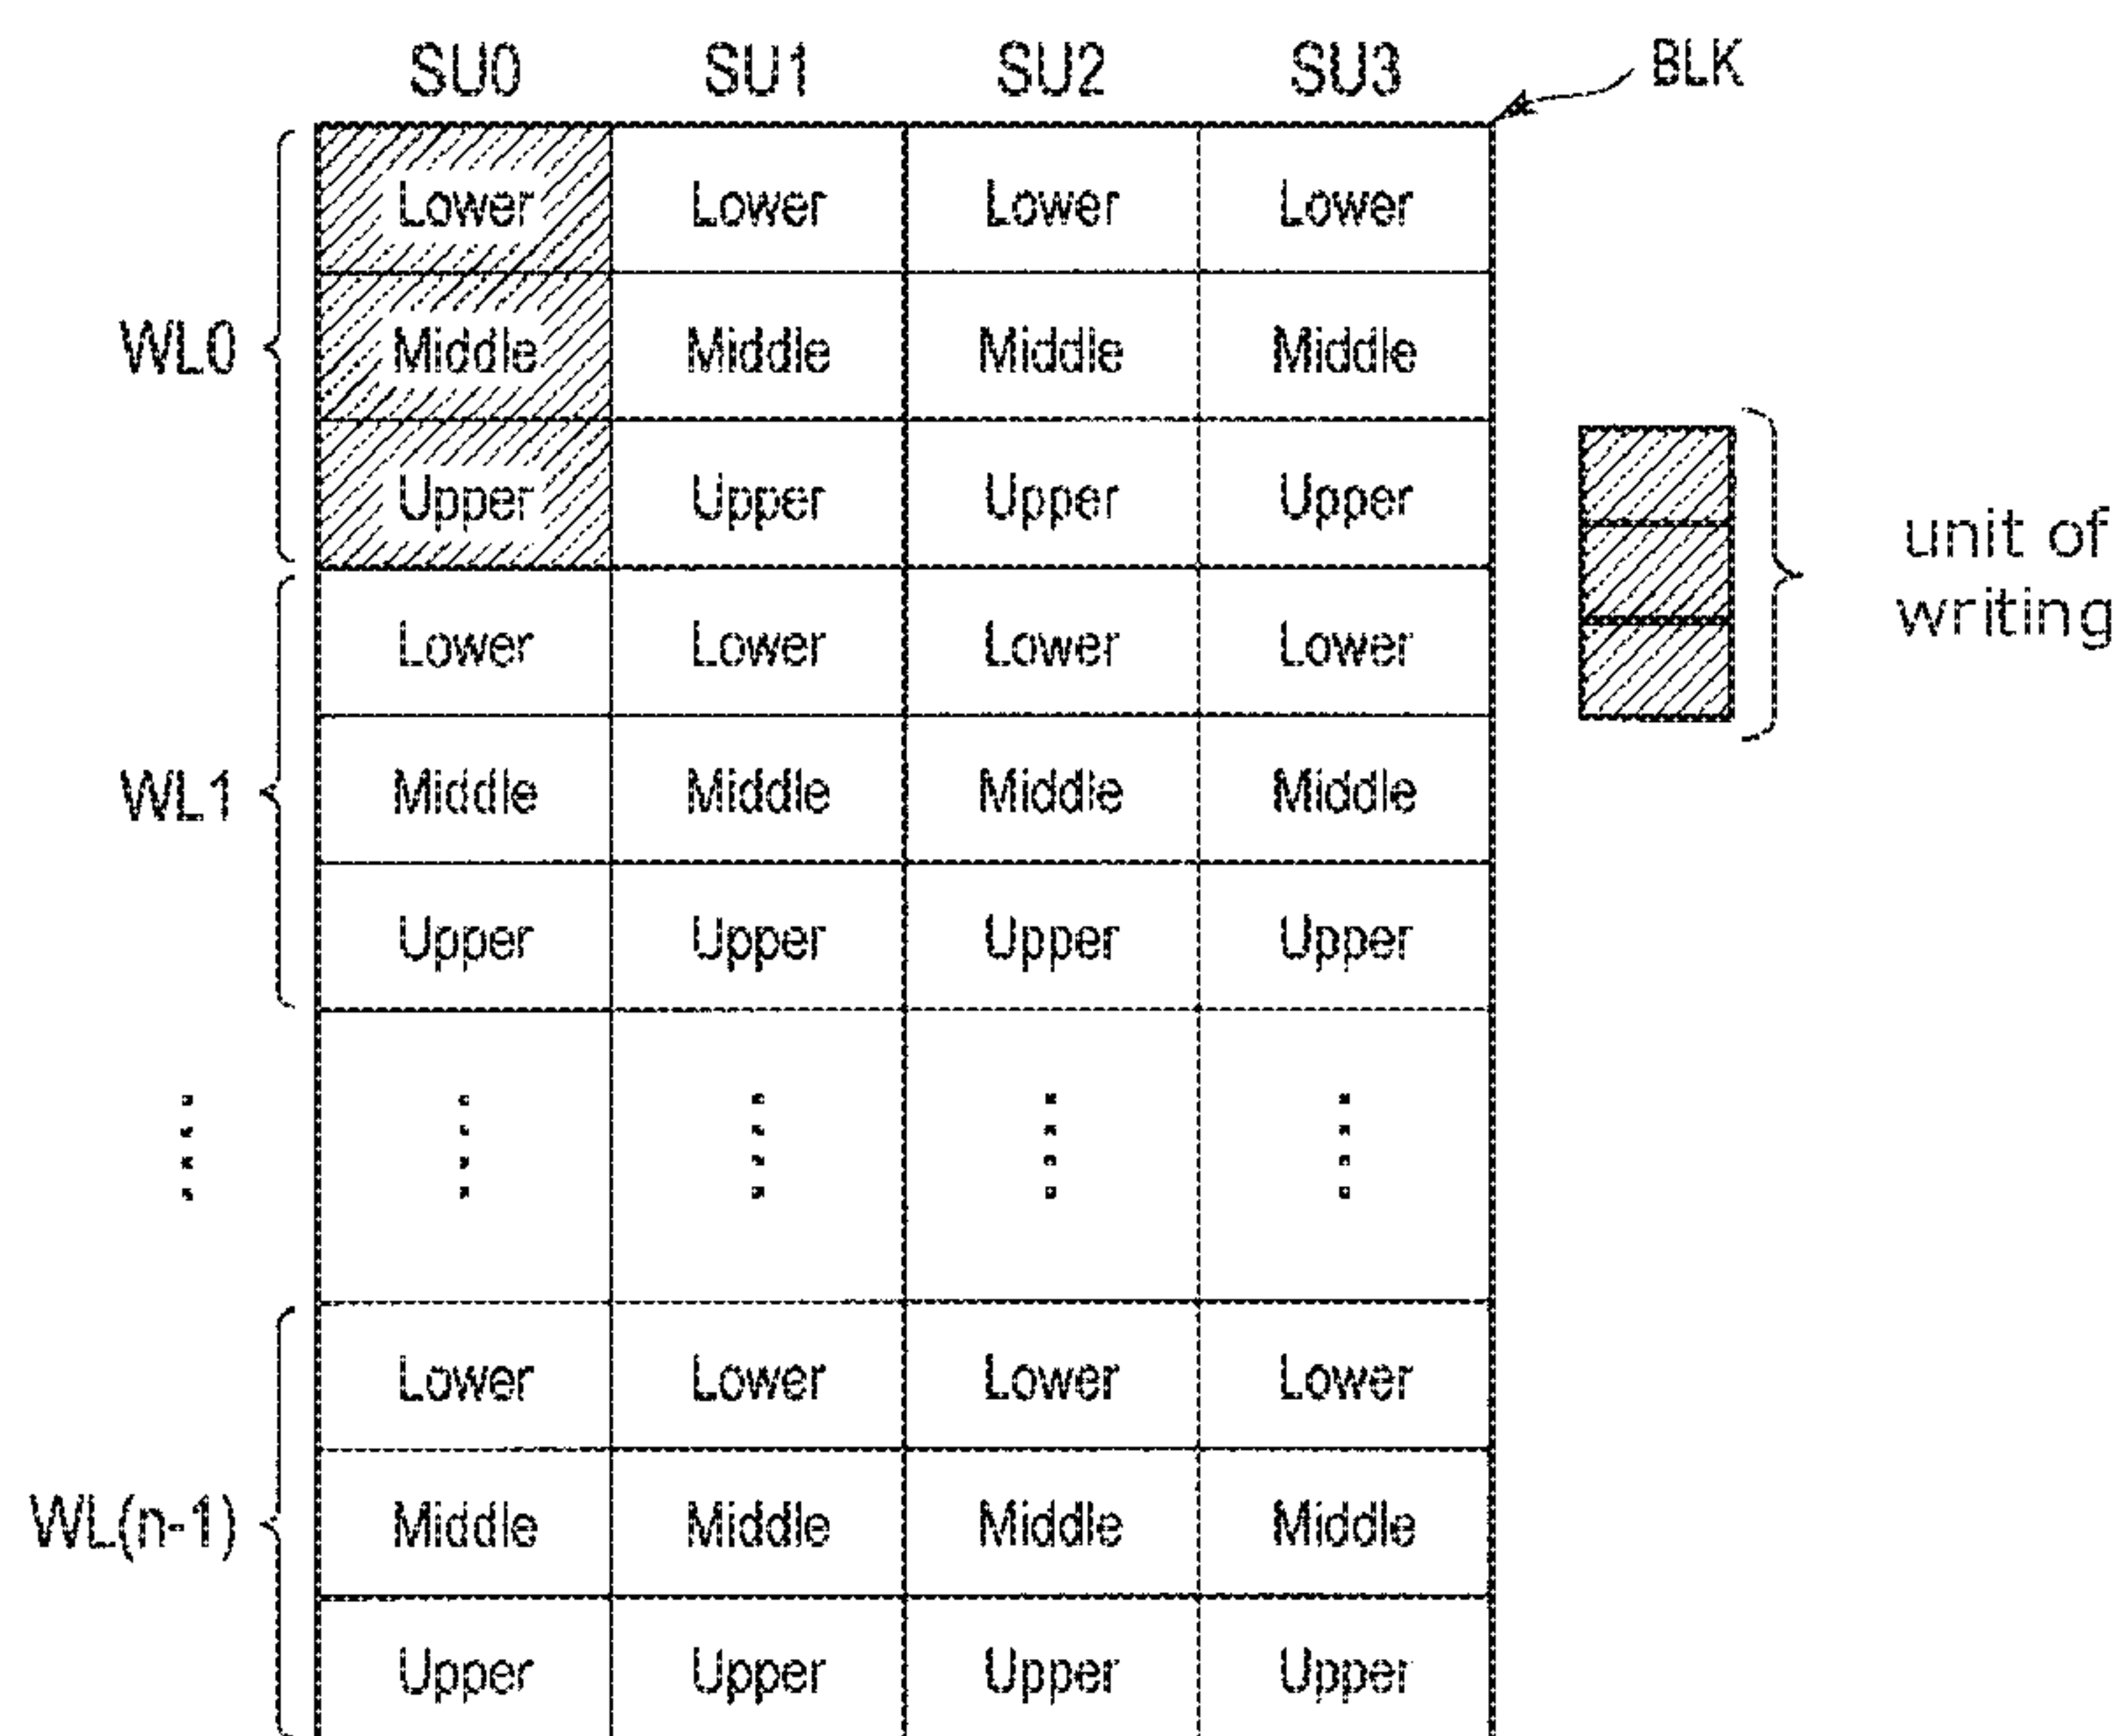 SU0 SU1 SU2 SU3 BLK
Lower Lower Lower Lower
WL0 Middle Middle Middle Middle
Upper Upper Upper Upper
unit of
writing
Lower Lower Lower Lower
WL1 Middle Middle Middle Middle
Upper Upper Upper Upper
Lower Lower Lower Lower
WL(n-1) Middle Middle Middle Middle
Upper Upper Upper Upper